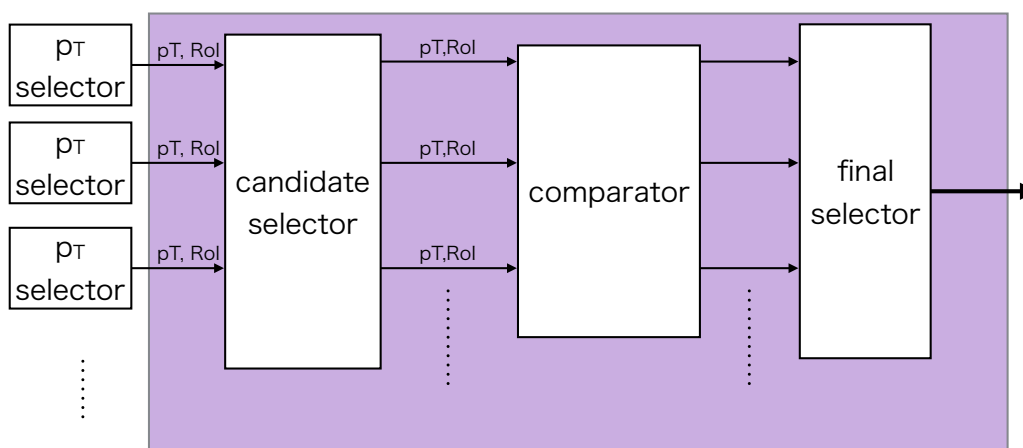 pT
selector
pT, RoI
pT,RoI
pT
selector
pT, RoI
pT,RoI
candidate
selector
comparator
final
selector
pT
selector
pT, RoI
pT,RoI